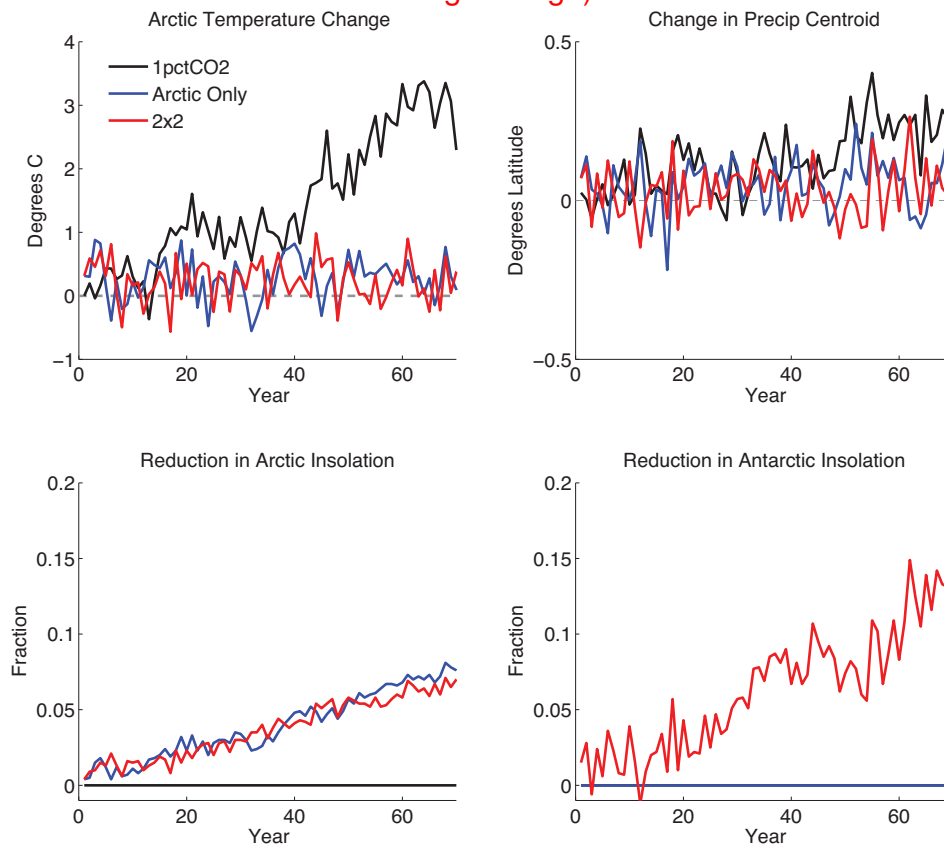 Arctic Temperature Change
4
3
2
1
0
−1
0
20
40
60
Degrees C
Year
1pctCO2
Arctic Only
2x2
Change in Precip Centroid
0.5
0
−0.5
0
20
40
60
Degrees Latitude
Year
Reduction in Arctic Insolation
0.2
0.15
0.1
0.05
0
0
20
40
60
Fraction
Year
Reduction in Antarctic Insolation
0.2
0.15
0.1
0.05
0
0
20
40
60
Fraction
Year